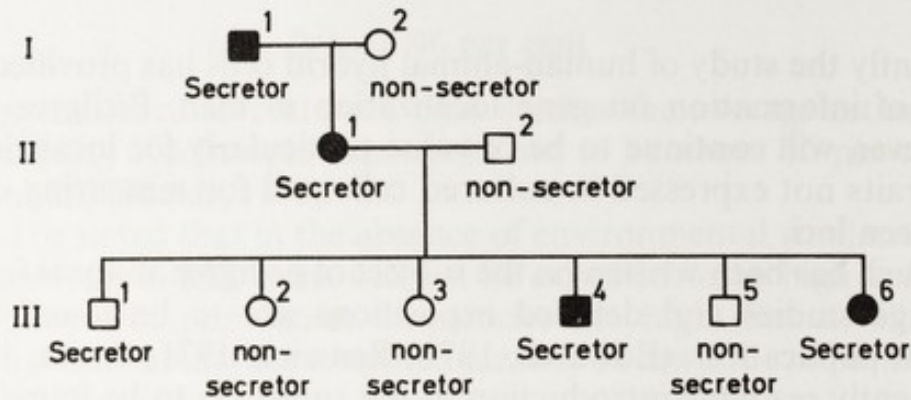 I
1
2
Secretor
non-secretor
II
1
2
Secretor
non-secretor
III
1
2
3
4
5
6
Secretor
non-
non-
Secretor
non-
Secretor
secretor
secretor
secretor